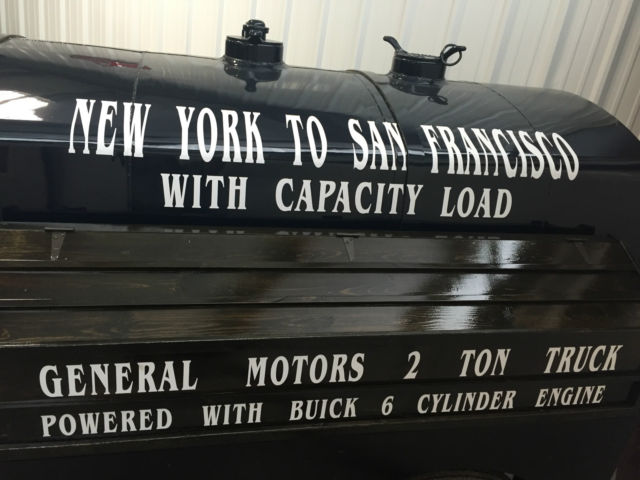 NEW YORK TO SAN FRANCISCO
WITH CAPACITY LOAD
GENERAL MOTORS 2 TON TRUCK
POWERED WITH BUICK 6 CYLINDER ENGINE